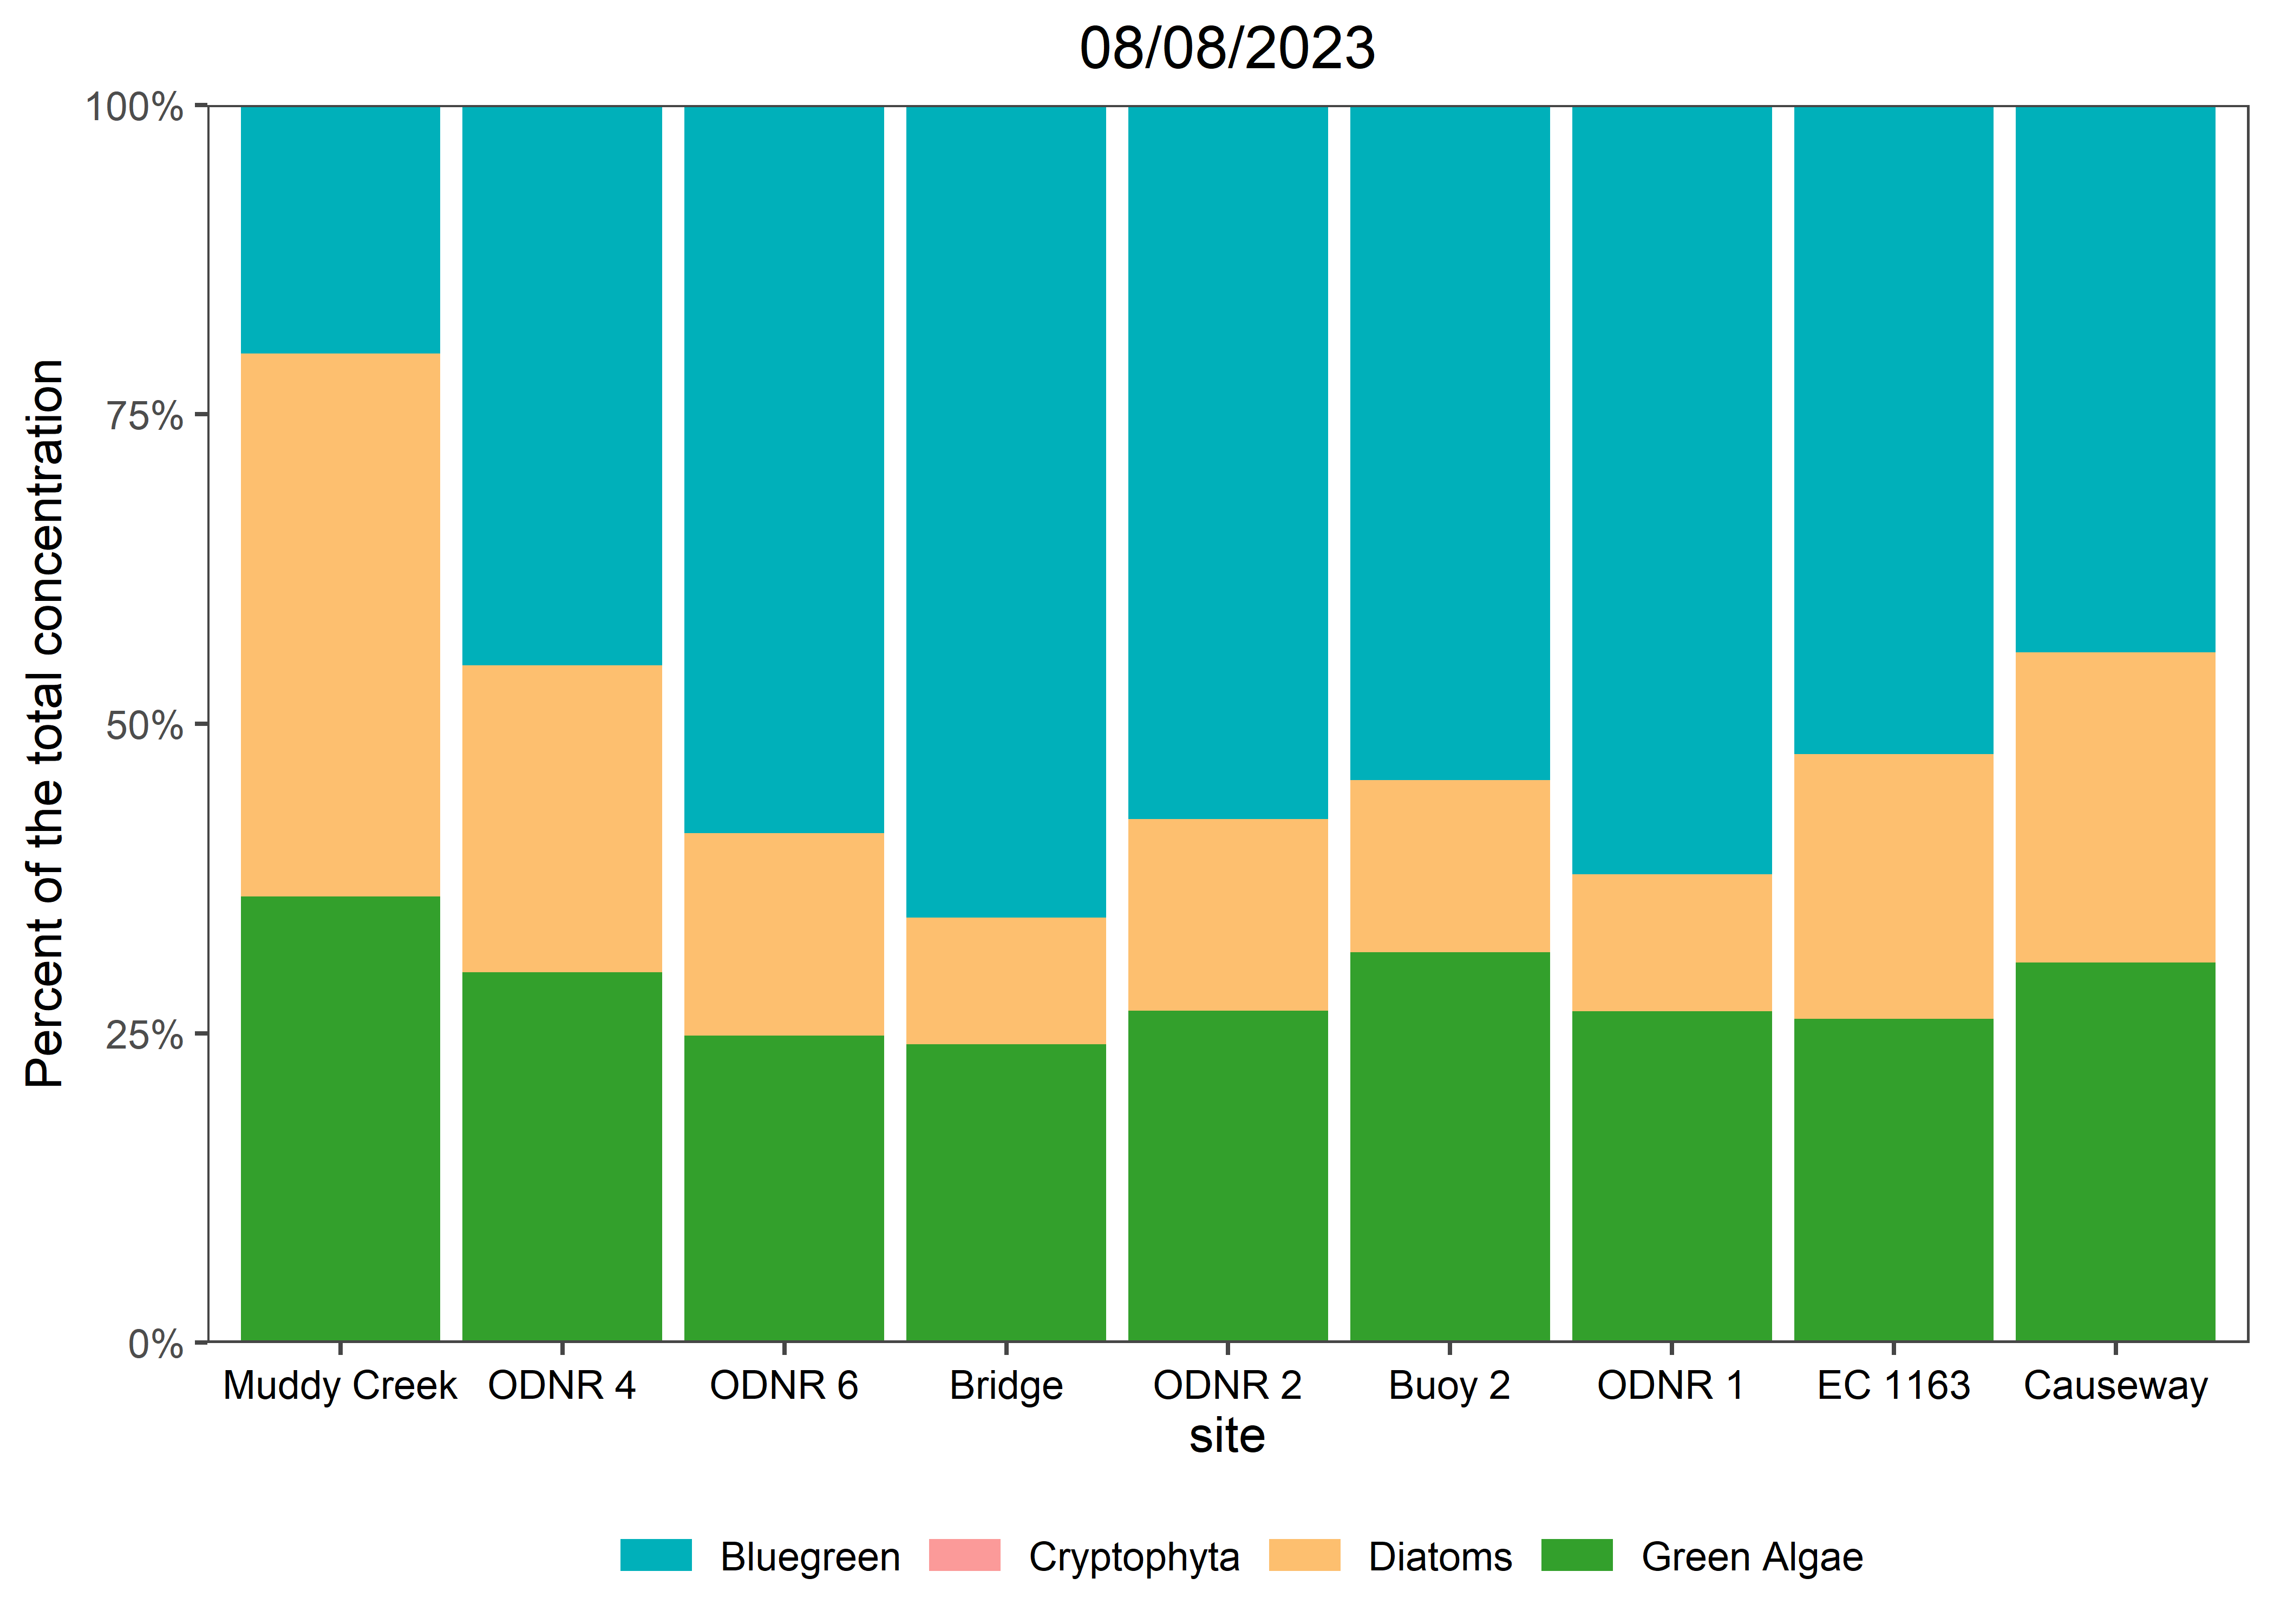 08/08/2023
Percent of the total concentration
100%
75%
50%
25%
0%
Muddy Creek ODNR 4 ODNR 6 Bridge ODNR 2 Buoy 2 ODNR 1 EC 1163 Causeway
site
Bluegreen Cryptophyta Diatoms Green Algae